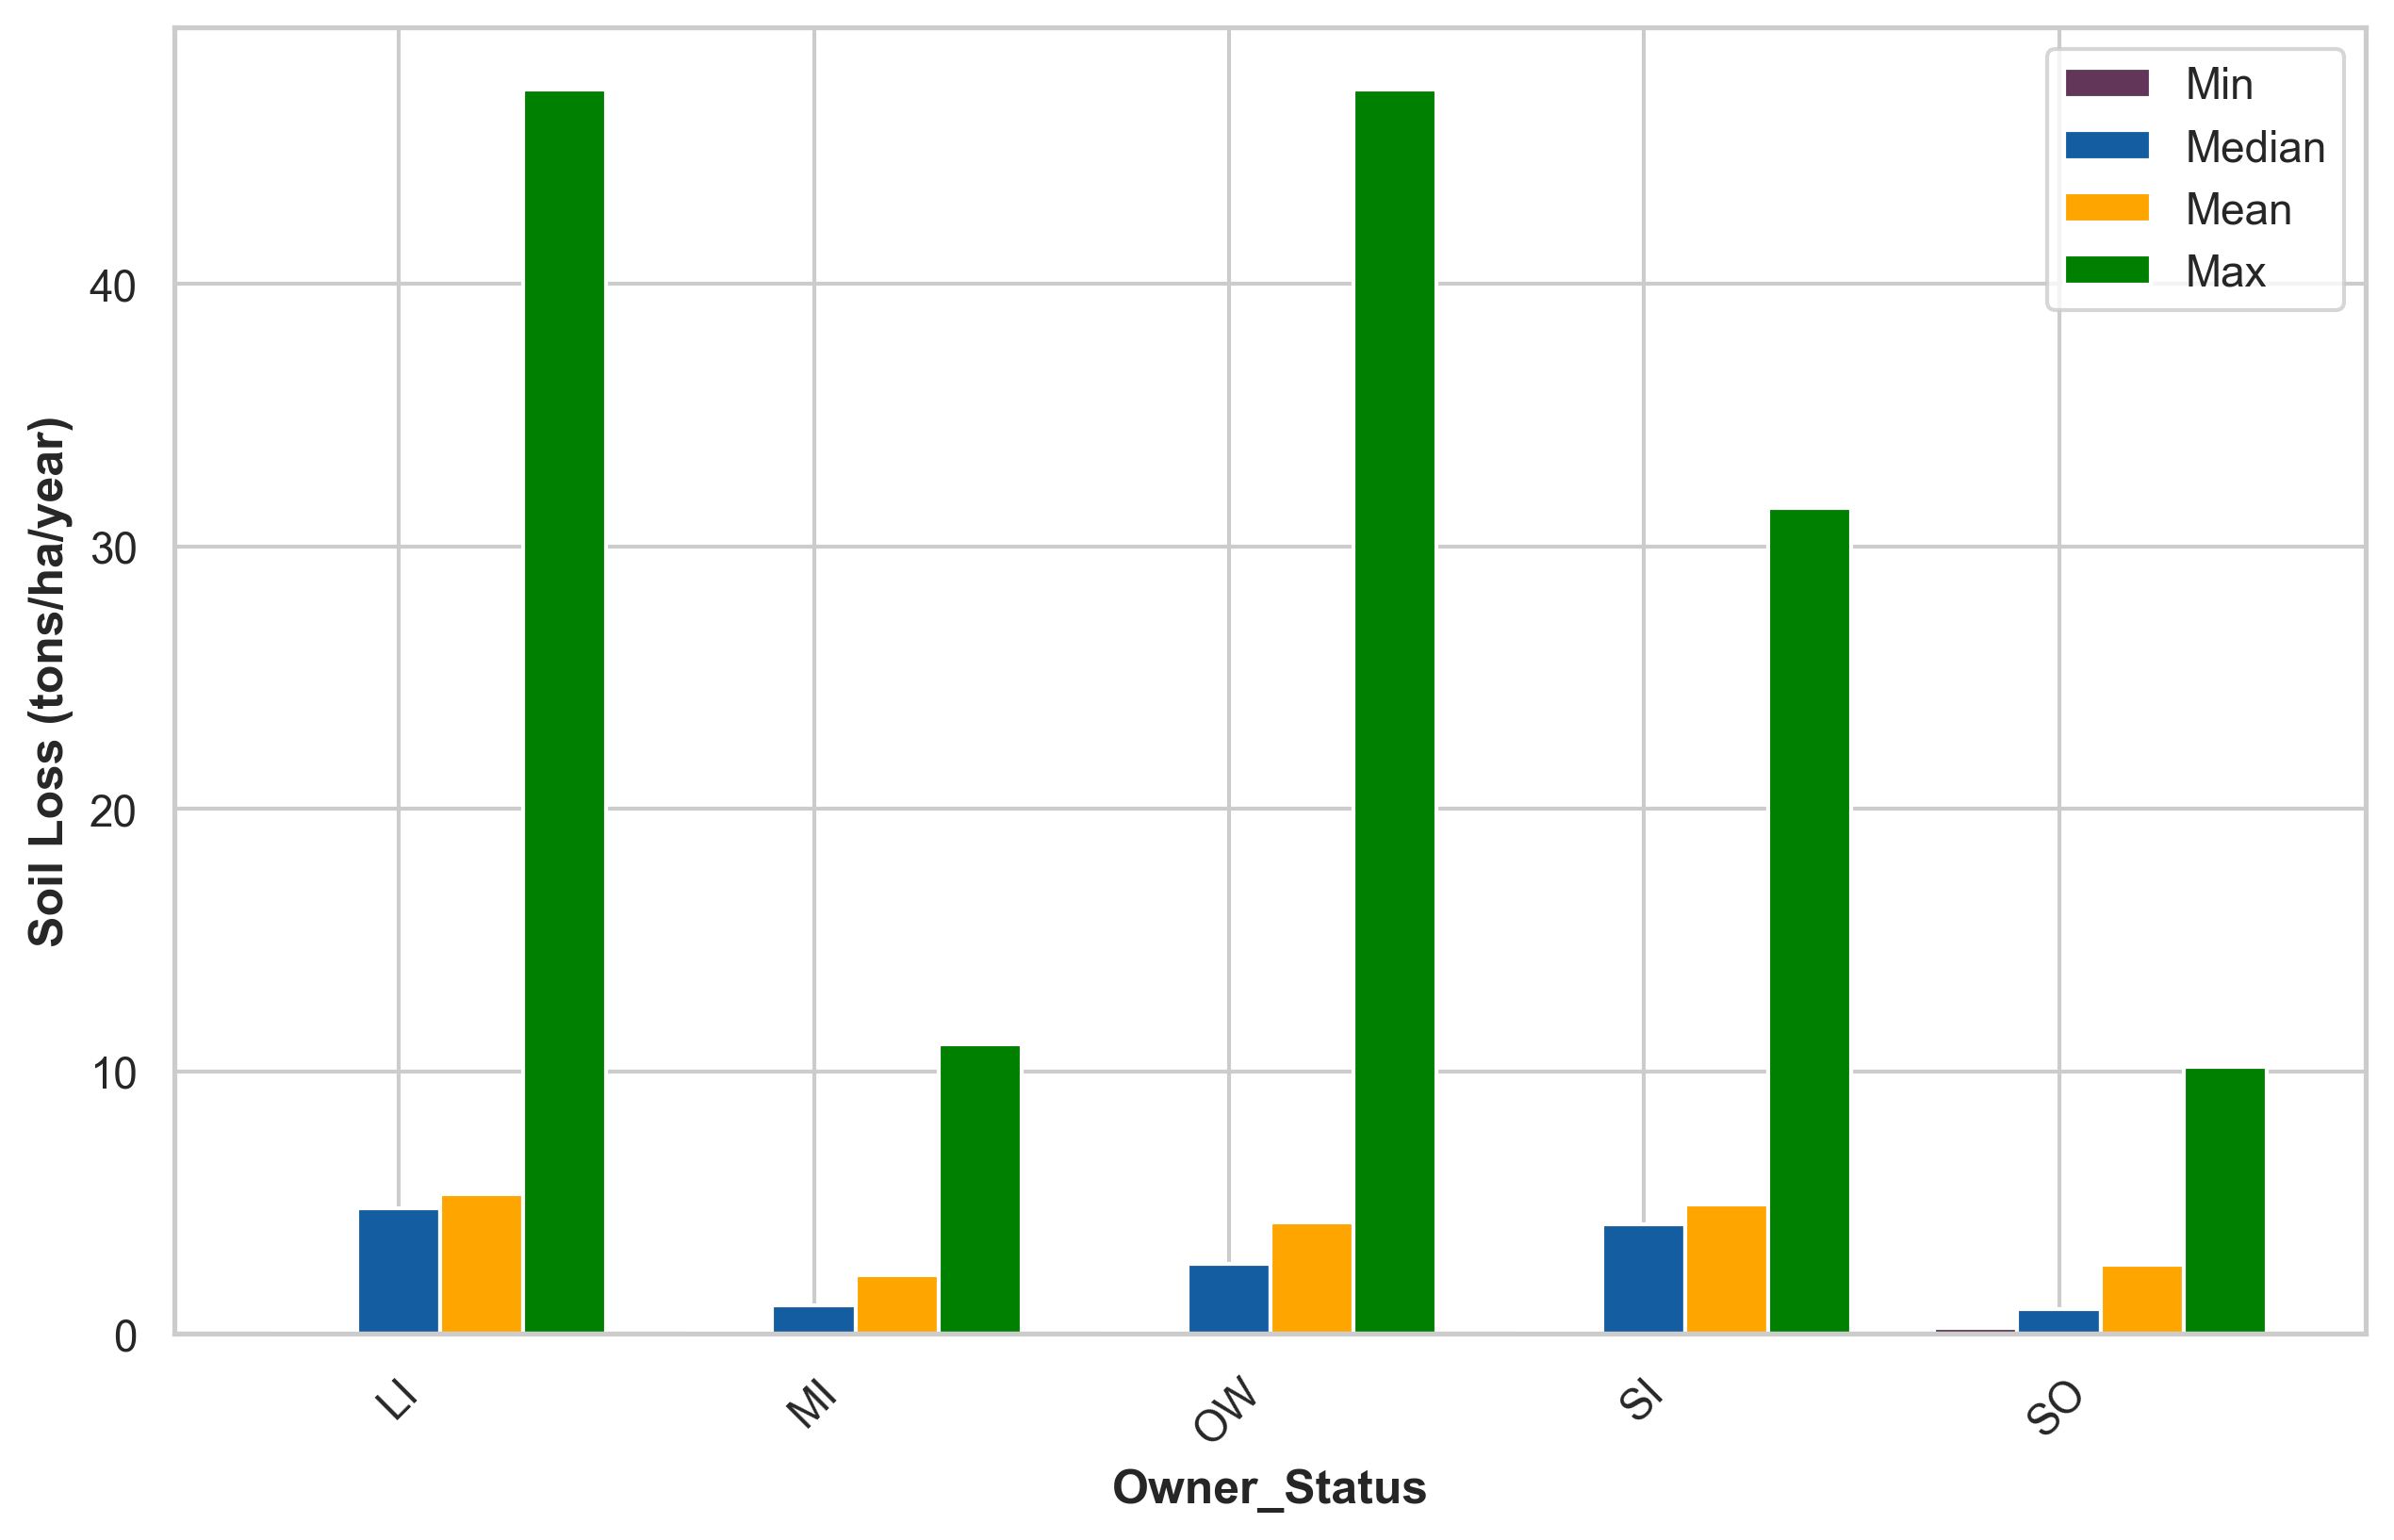 Min
Median
Mean
Max
40
30
20
10
0
Soil Loss (tons/ha/year)
LI
MI
OW
SI
SO
Owner_Status